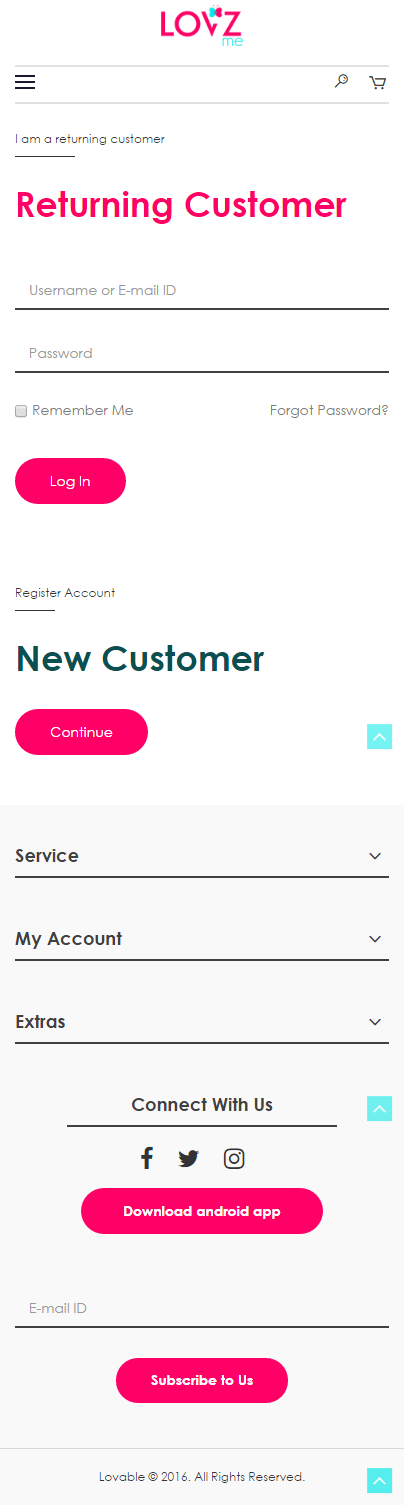 LOVZ
me
I am a returning customer
Returning Customer
Username or E-mail ID
Password
Remember Me Forgot Password?
Log In
Register Account
New Customer
Continue
Service
My Account
Extras
Connect With Us
Download android app
E-mail ID
Subscribe to Us
Lovable © 2016. All Rights Reserved.